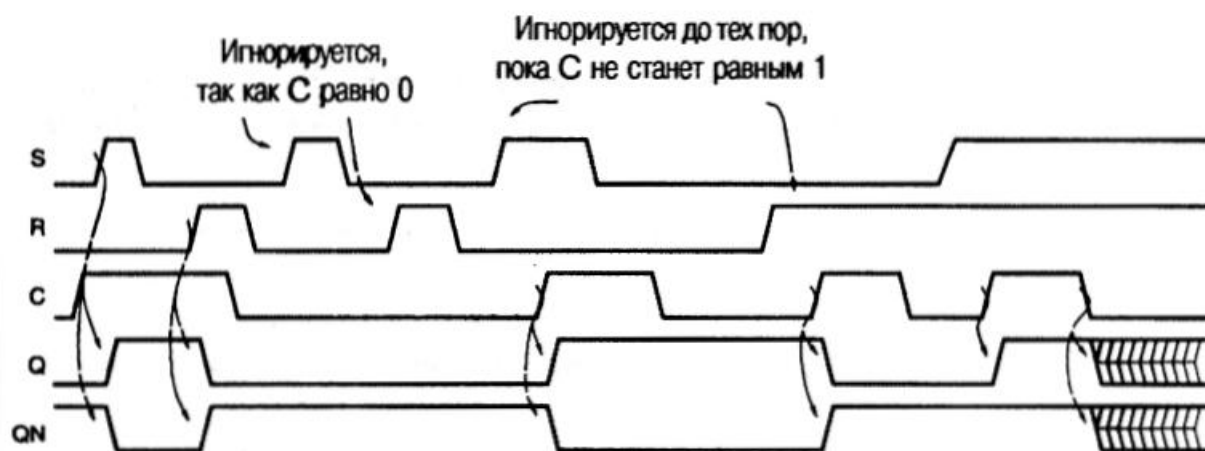 Игнорируется,
так как C равно 0
Игнорируется до тех пор,
пока C не станет равным 1
S
R
C
Q
QN